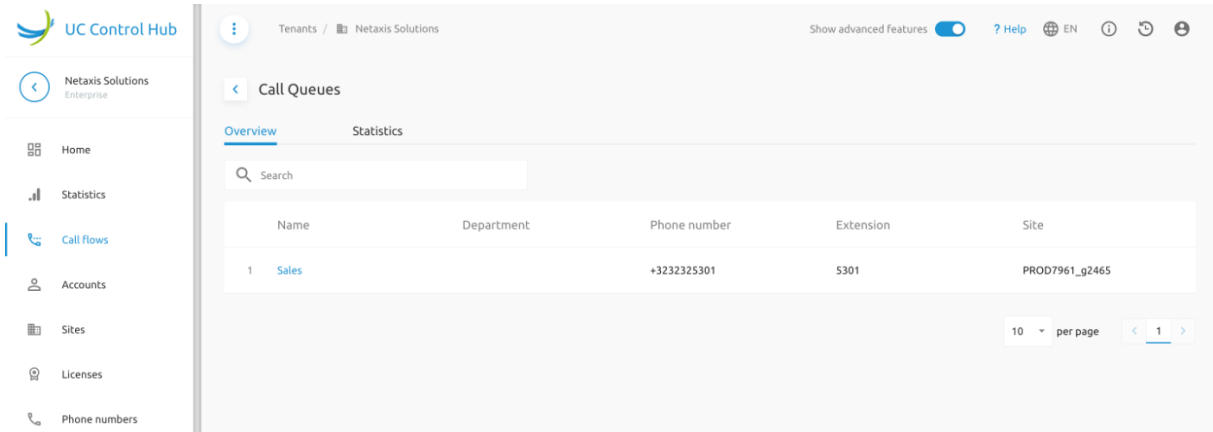 UC Control Hub
Tenants / Netaxis Solutions
Show advanced features
? Help
EN
Netaxis Solutions
Enterprise
Home
Statistics
Call flows
Accounts
Sites
Licenses
Phone numbers
Call Queues
Overview Statistics
Search
Name Department Phone number Extension Site
1 Sales +3232325301 5301 PROD7961_g2465
10 per page 1